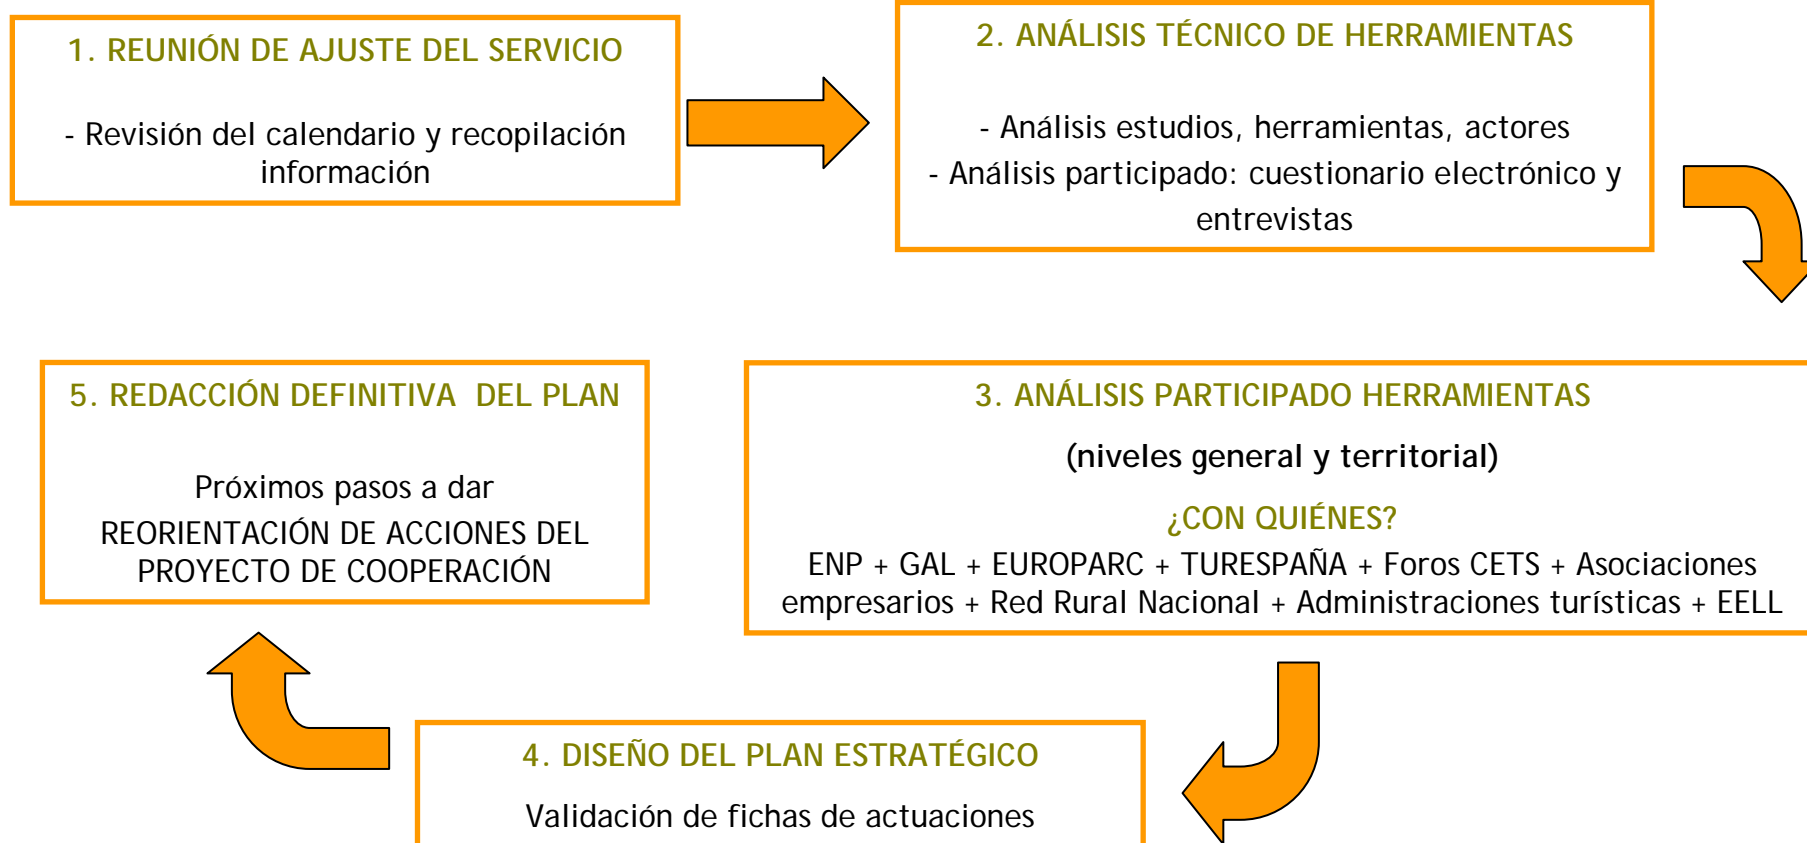 1. REUNIÓN DE AJUSTE DEL SERVICIO
- Revisión del calendario y recopilación
información
2. ANÁLISIS TÉCNICO DE HERRAMIENTAS
- Análisis estudios, herramientas, actores
- Análisis participado: cuestionario electrónico y
entrevistas
3. ANÁLISIS PARTICIPADO HERRAMIENTAS
(niveles general y territorial)
¿CON QUIÉNES?
ENP + GAL + EUROPARC + TURESPAÑA + Foros CETS + Asociaciones
empresarios + Red Rural Nacional + Administraciones turísticas + EELL
4. DISEÑO DEL PLAN ESTRATÉGICO
Validación de fichas de actuaciones
5. REDACCIÓN DEFINITIVA  DEL PLAN
Próximos pasos a dar
REORIENTACIÓN DE ACCIONES DEL
PROYECTO DE COOPERACIÓN